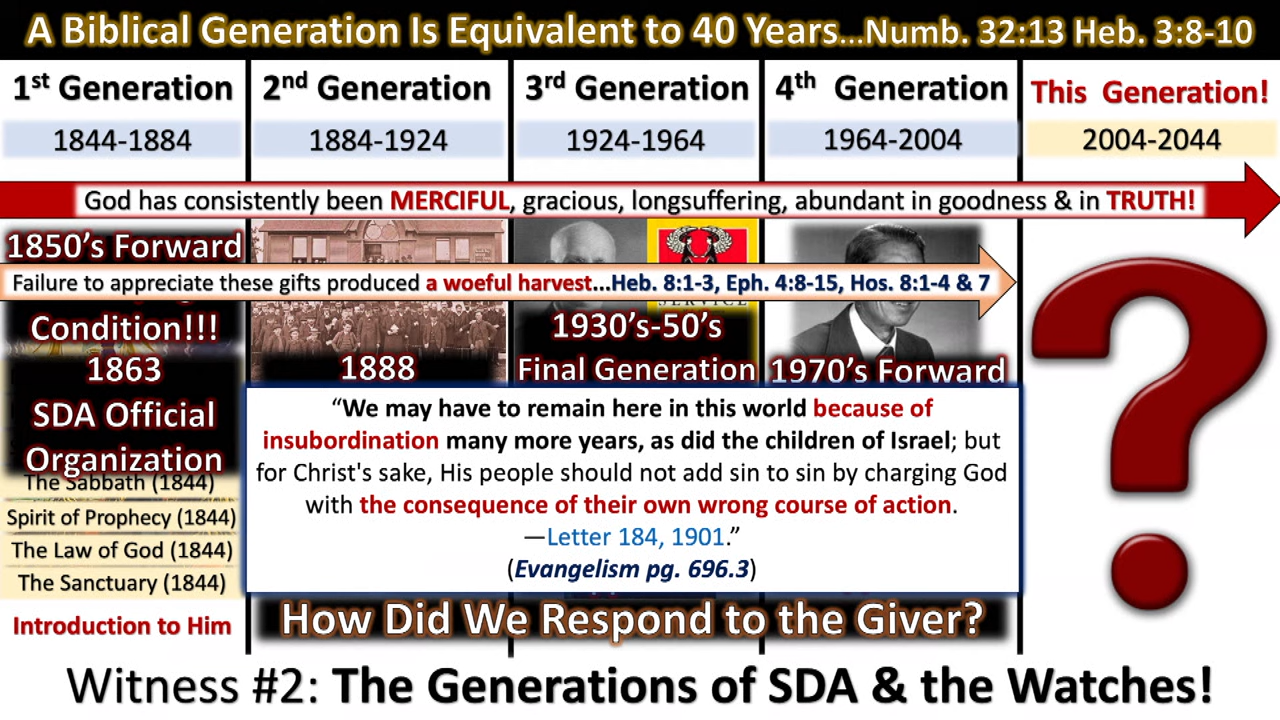 A Biblical Generation Is Equivalent to 40 Years...Numb. 32:13 Heb. 3:8-10
1st Generation
1844-1884
2nd Generation
1884-1924
3rd Generation
1924-1964
4th Generation
1964-2004
This Generation!
2004-2044
God has consistently been MERCIFUL, gracious, longsuffering, abundant in goodness & in TRUTH!
1850's Forward
Failure to appreciate these gifts produced a woeful harvest...Heb. 8:1-3, Eph. 4:8-15, Hos. 8:1-4 & 7
Condition!!!
1863
SDA Official
Organization
The Sabbath (1844)
Spirit of Prophecy (1844)
The Law of God (1844)
The Sanctuary (1844)
Introduction to Him
1888
1930's-50's
Final Generation
1970's Forward
"We may have to remain here in this world because of
insubordination many more years, as did the children of Israel; but
for Christ's sake, His people should not add sin to sin by charging God
with the consequence of their own wrong course of action.
—Letter 184, 1901."
(Evangelism pg. 696.3)
How Did We Respond to the Giver?
?
Witness #2: The Generations of SDA & the Watches!